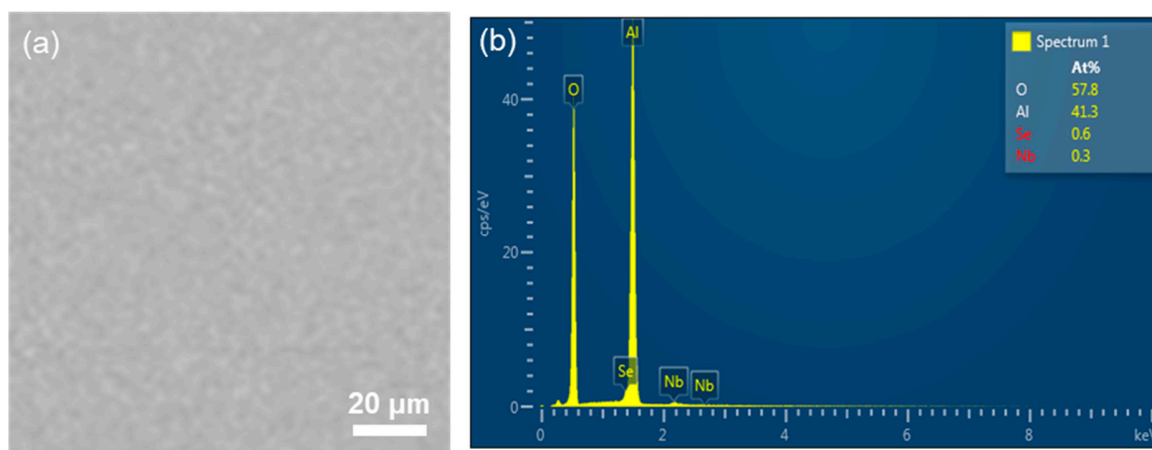 (a)
20 μm
(b)
Spectrum 1
At%
O 57.8
Al 41.3
Se 0.6
Nb 0.3
Al
O
40
cps/eV
20
Se
Nb
Nb
0
0 2 4 6 8 keV